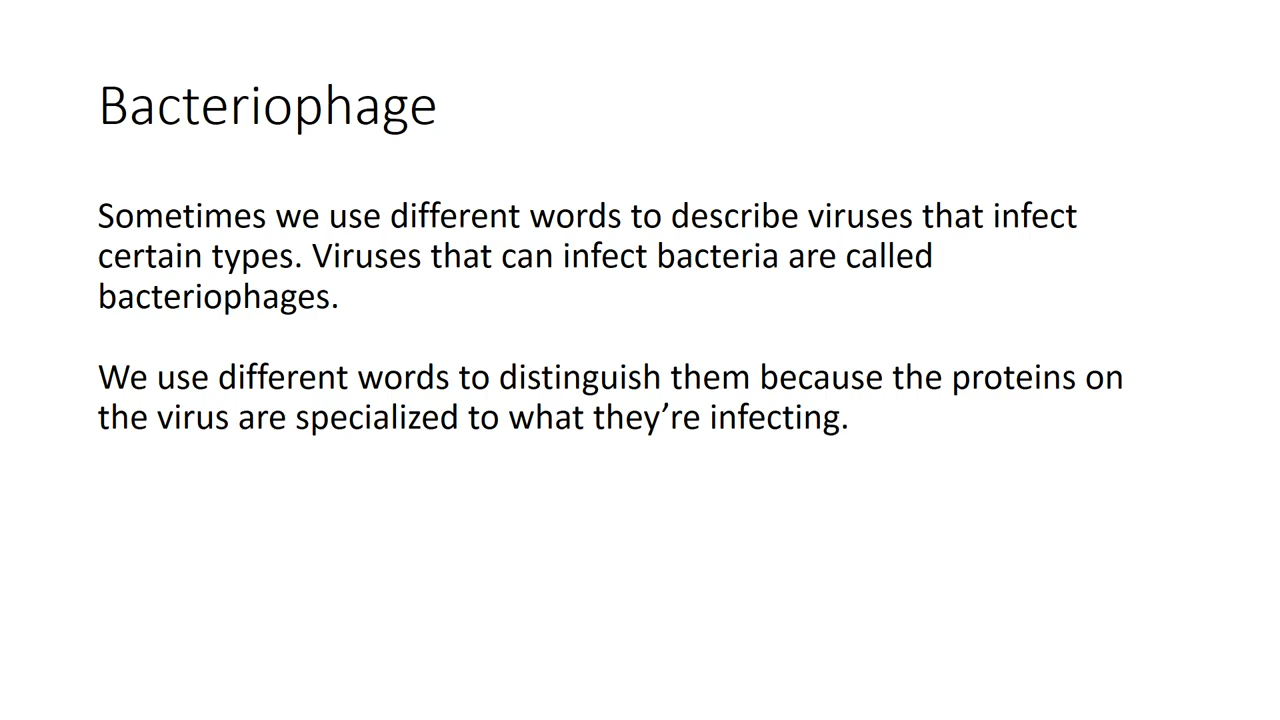 Bacteriophage
Sometimes we use different words to describe viruses that infect
certain types. Viruses that can infect bacteria are called
bacteriophages.
We use different words to distinguish them because the proteins on
the virus are specialized to what they’re infecting.